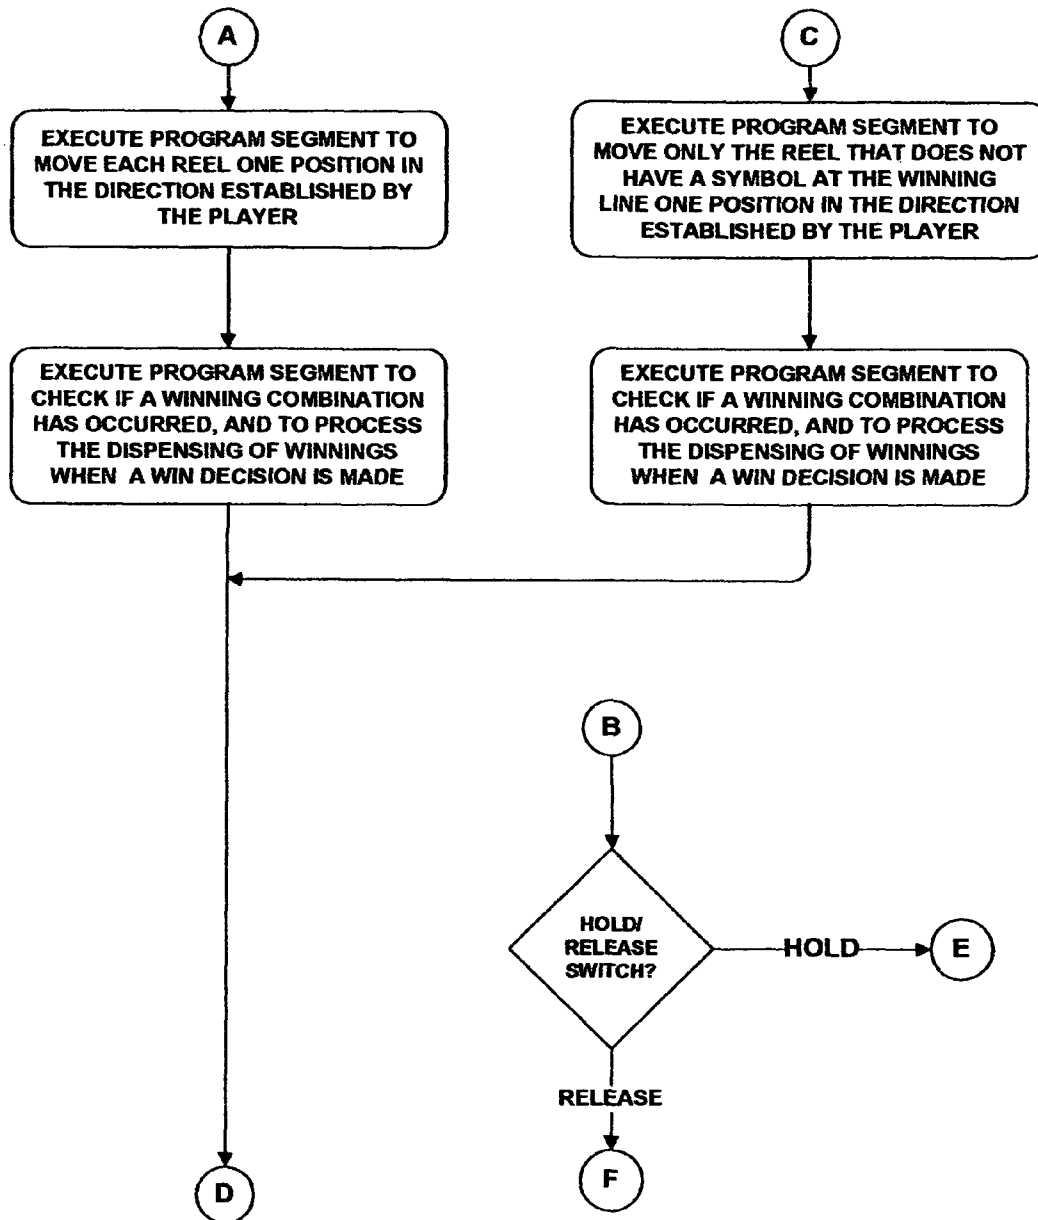 A
EXECUTE PROGRAM SEGMENT TO
MOVE EACH REEL ONE POSITION IN
THE DIRECTION ESTABLISHED BY
THE PLAYER
EXECUTE PROGRAM SEGMENT TO
CHECK IF A WINNING COMBINATION
HAS OCCURRED, AND TO PROCESS
THE DISPENSING OF WINNINGS
WHEN A WIN DECISION IS MADE
C
EXECUTE PROGRAM SEGMENT TO
MOVE ONLY THE REEL THAT DOES NOT
HAVE A SYMBOL AT THE WINNING
LINE ONE POSITION IN THE DIRECTION
ESTABLISHED BY THE PLAYER
EXECUTE PROGRAM SEGMENT TO
CHECK IF A WINNING COMBINATION
HAS OCCURRED, AND TO PROCESS
THE DISPENSING OF WINNINGS
WHEN A WIN DECISION IS MADE
D
B
HOLD/
RELEASE
SWITCH?
HOLD
E
RELEASE
F